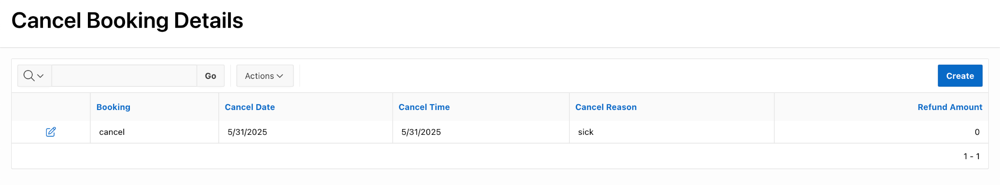 Cancel Booking Details
Go Actions Create
Booking Cancel Date Cancel Time Cancel Reason Refund Amount
cancel 5/31/2025 5/31/2025 sick 0
1 - 1